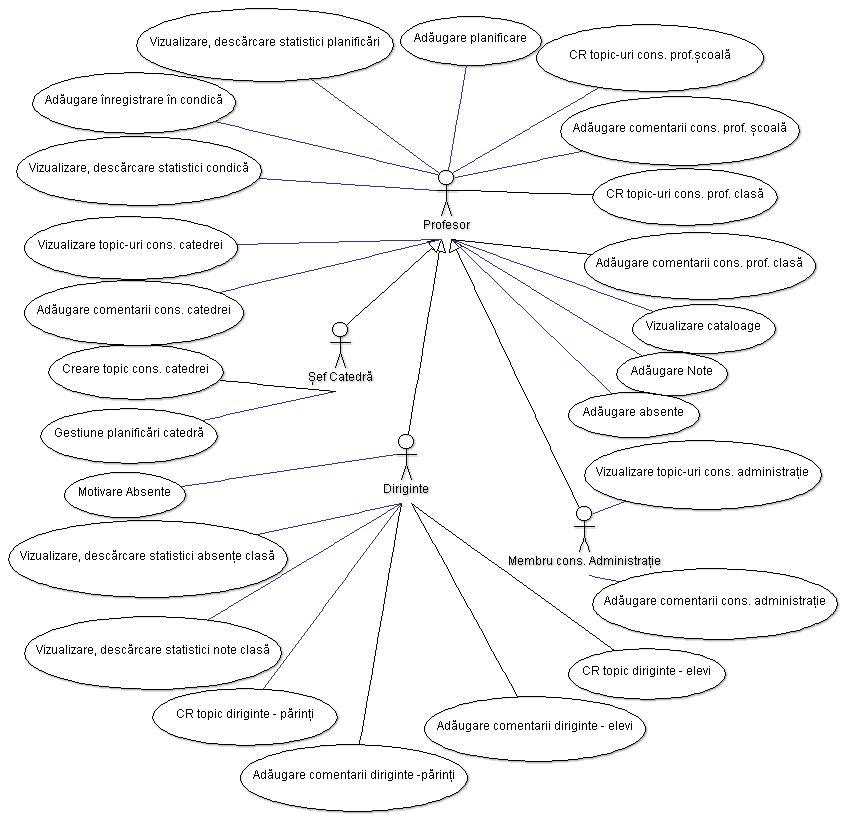 Vizualizare, descărcare statistici planificări
Adăugare planificare
CR topic-uri cons. prof.școală
Adăugare înregistrare în condică
Adăugare comentarii cons. prof. școală
Vizualizare, descărcare statistici condică
CR topic-uri cons. prof. clasă
Profesor
Vizualizare topic-uri cons. catedrei
Adăugare comentarii cons. prof. clasă
Adăugare comentarii cons. catedrei
Vizualizare cataloage
Creare topic cons. catedrei
Șef Catedră
Adăugare Note
Adăugare absente
Gestiune planificări catedră
Vizualizare topic-uri cons. administrație
Motivare Absente
Diriginte
Vizualizare, descărcare statistici absențe clasă
Membru cons. Administrație
Adăugare comentarii cons. administrație
Vizualizare, descărcare statistici note clasă
CR topic diriginte - elevi
CR topic diriginte - părinți
Adăugare comentarii diriginte - elevi
Adăugare comentarii diriginte -părinți